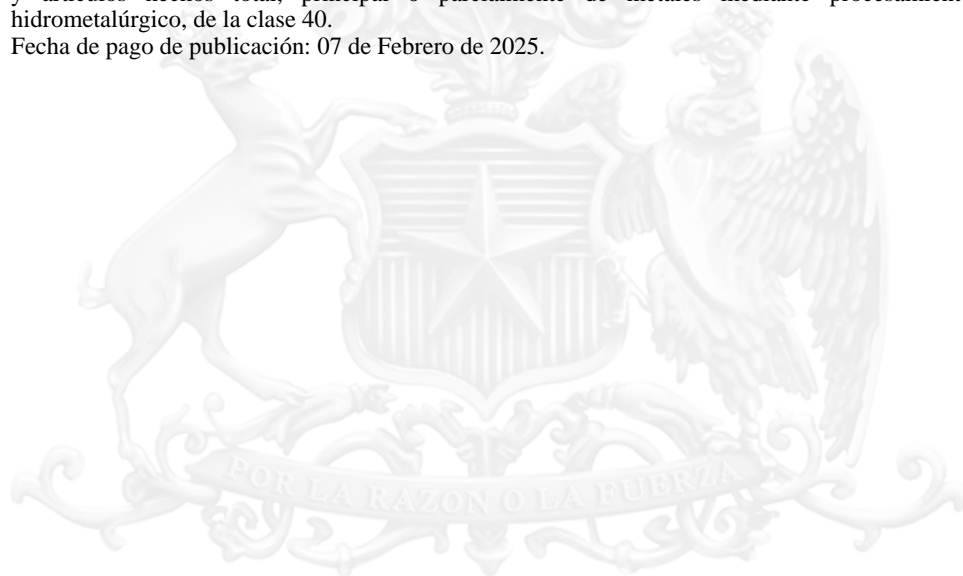 y artículos hechos total, principal o parcialmente de metales mediante procesamiento
hidrometalúrgico, de la clase 40.
Fecha de pago de publicación: 07 de Febrero de 2025.
POR LA RAZON O LA FUERZA